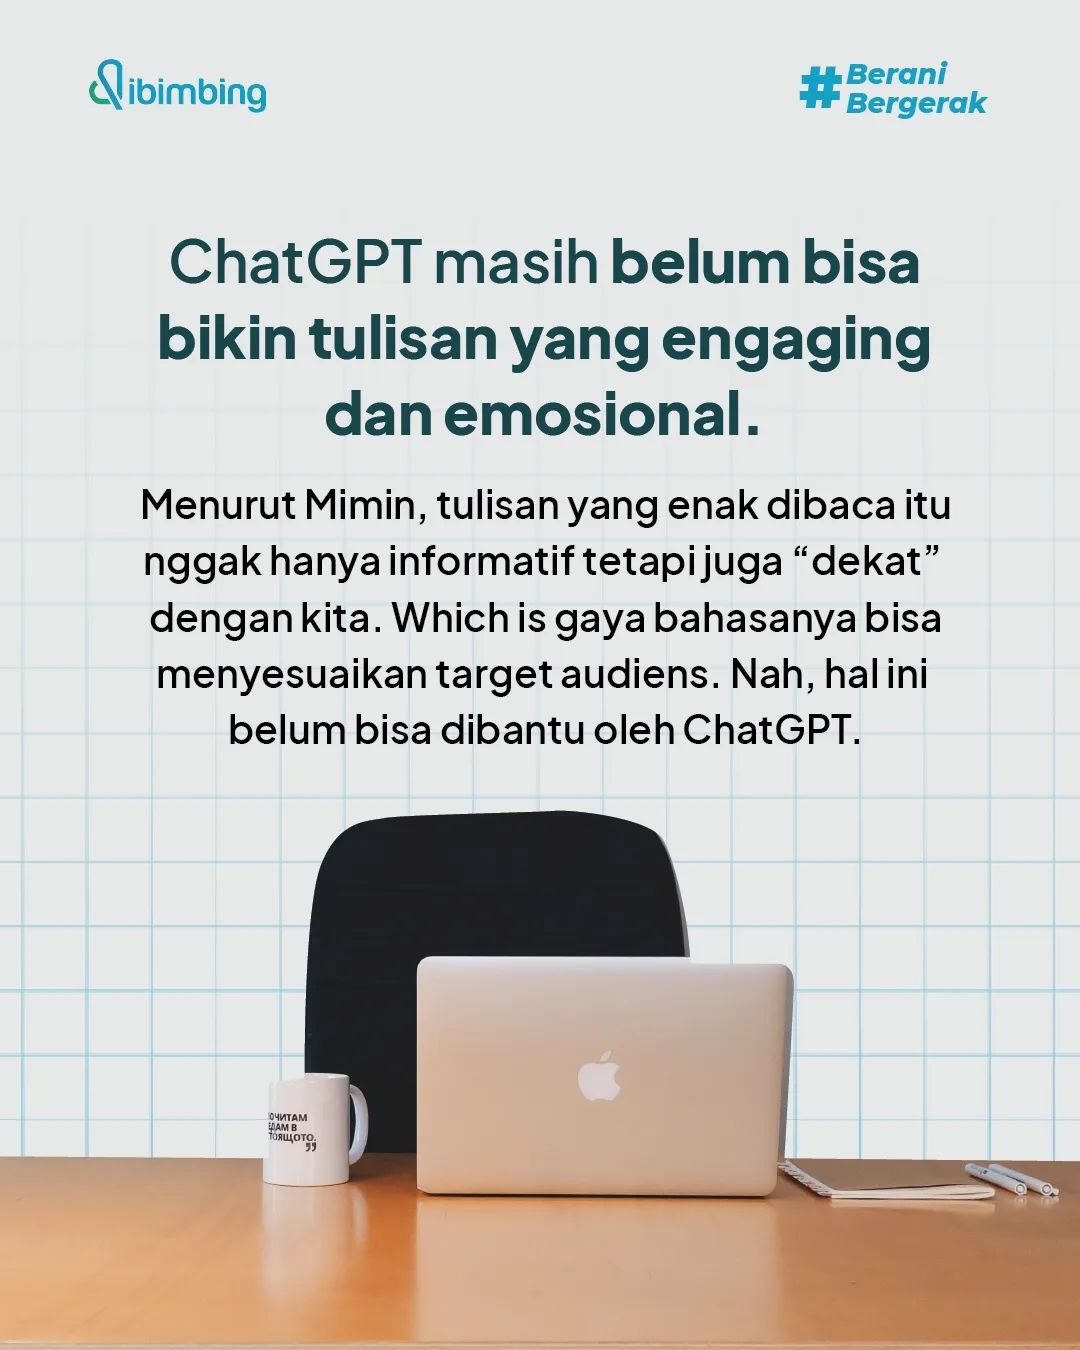 dibimbing
#Berani
Bergerak
ChatGPT masih belum bisa
bikin tulisan yang engaging
dan emosional.
Menurut Mimin, tulisan yang enak dibaca itu
nggak hanya informatif tetapi juga “dekat”
dengan kita. Which is gaya bahasanya bisa
menyesuaikan target audiens. Nah, hal ini
belum bisa dibantu oleh ChatGPT.
ЧИТАМ
В
”